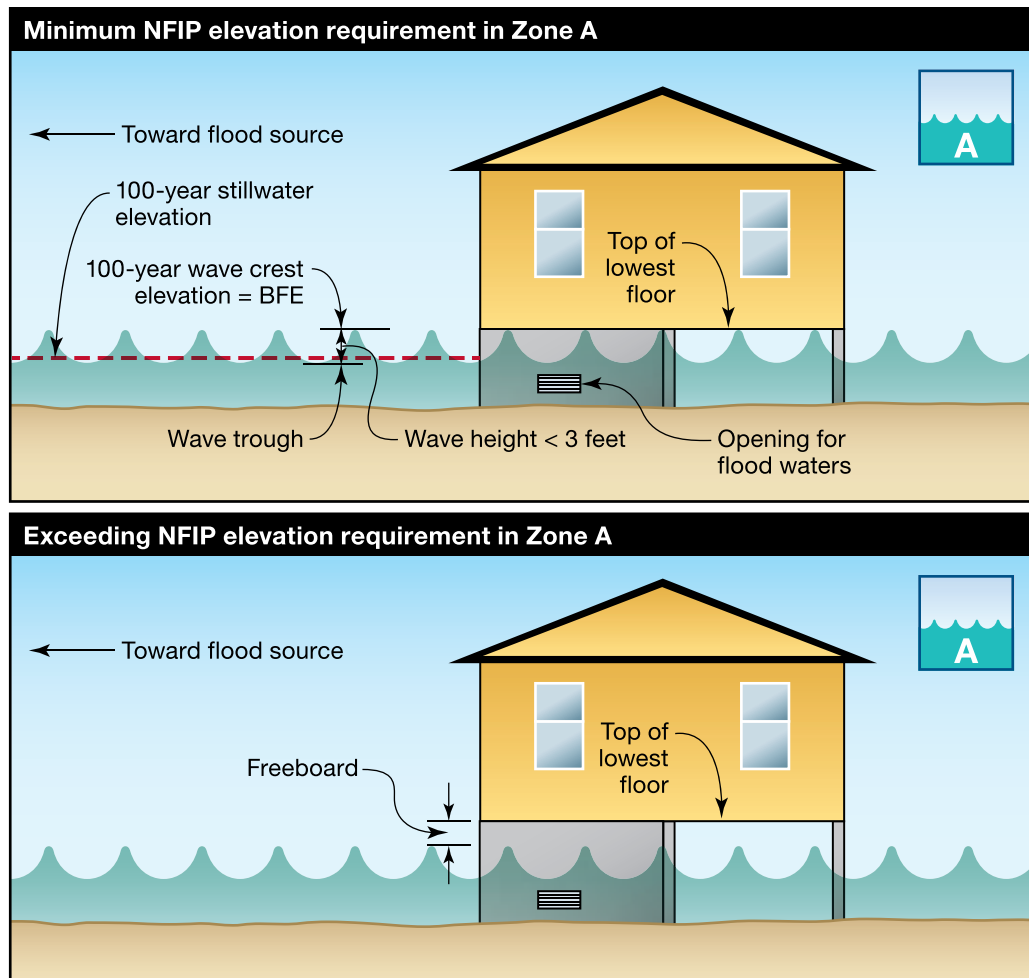 Minimum NFIP elevation requirement in Zone A
Toward flood source
A
100-year stillwater
elevation
100-year wave crest
elevation = BFE
Top of
lowest
floor
Wave trough
Wave height < 3 feet
Opening for
flood waters
Exceeding NFIP elevation requirement in Zone A
Toward flood source
A
Top of
lowest
floor
Freeboard